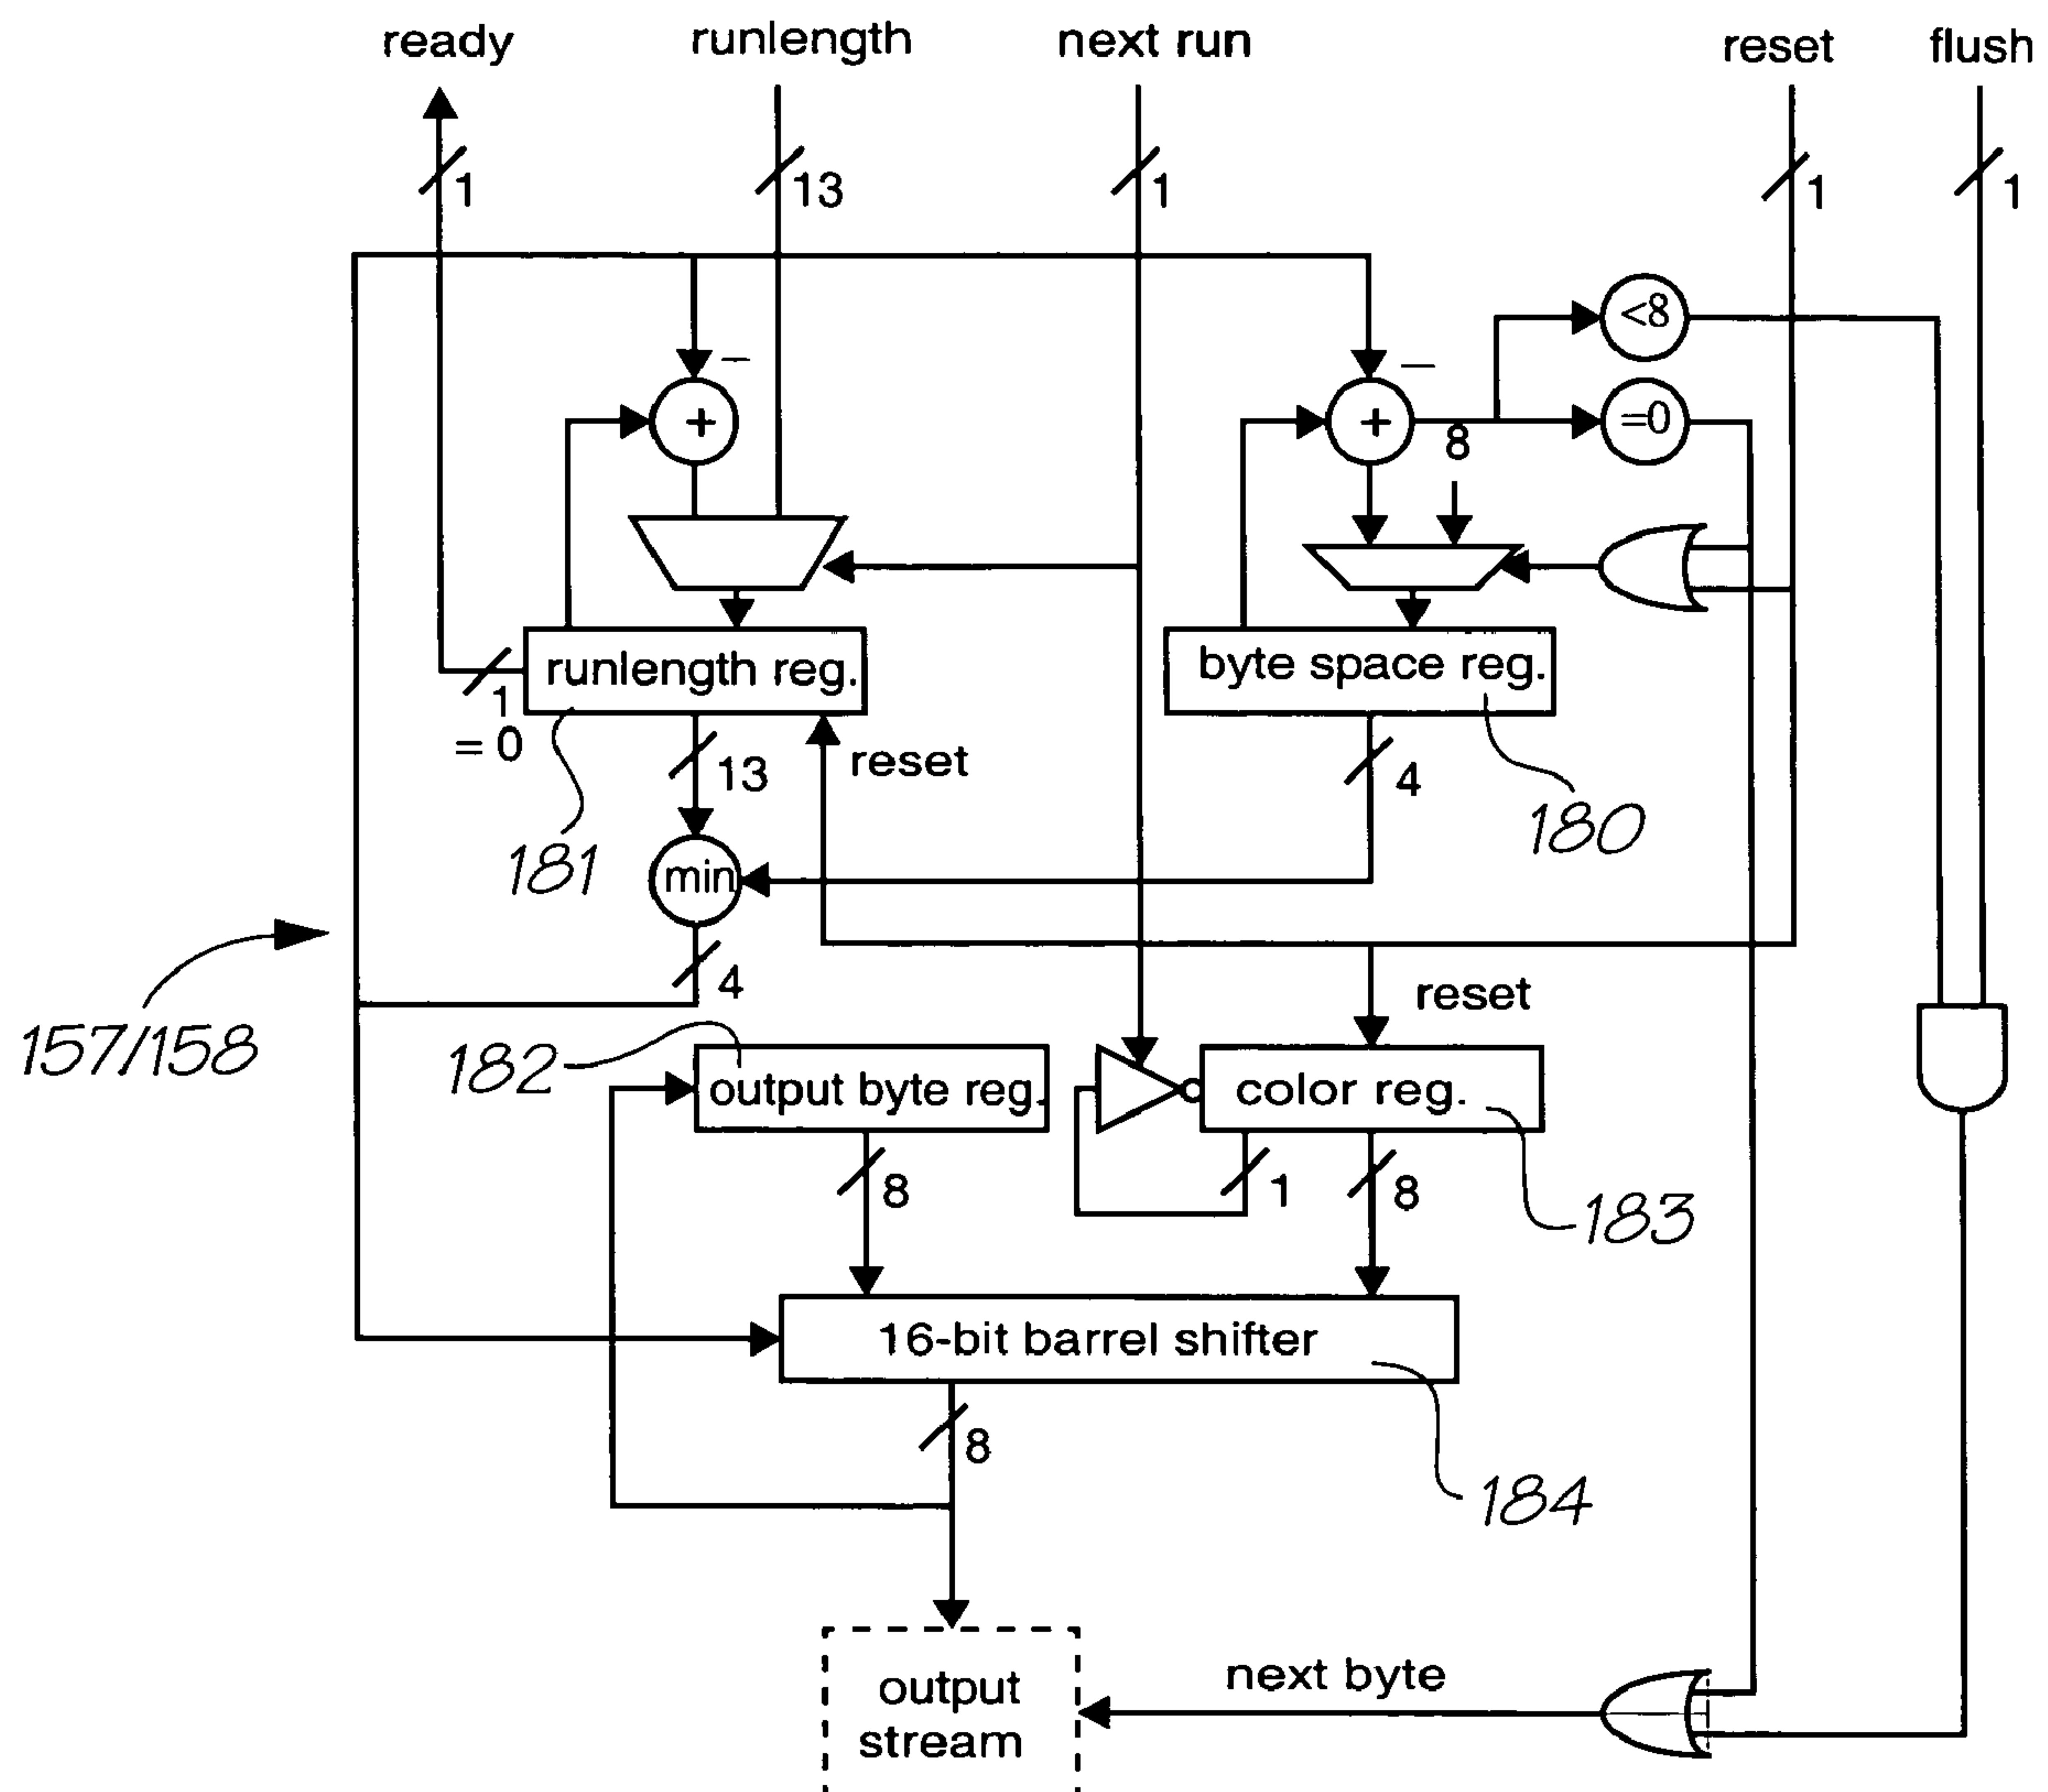 ready
runlength
next run
reset
flush
1
13
1
1
1
–
–
<8
+
+
=0
8
runlength reg.
byte space reg.
1
= 0
13
reset
4
181
180
min
4
157/158
182
reset
output byte reg.
color reg.
8
1
8
183
16-bit barrel shifter
8
184
next byte
output
stream